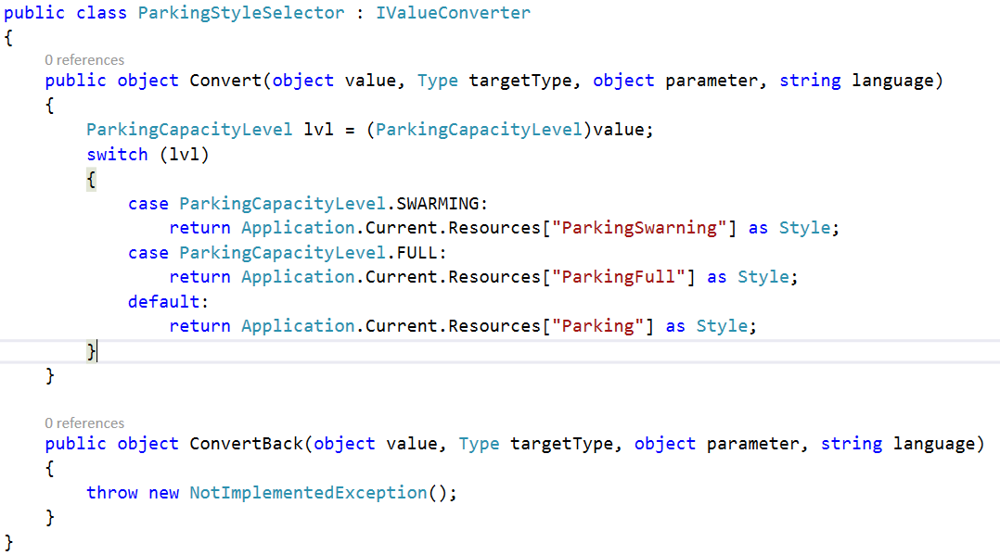 public class ParkingStyleSelector : IValueConverter
{
0 references
public object Convert(object value, Type targetType, object parameter, string language)
{
ParkingCapacityLevel lvl = (ParkingCapacityLevel)value;
switch (lvl)
{
case ParkingCapacityLevel.SWARMING:
return Application.Current.Resources["ParkingSwarning"] as Style;
case ParkingCapacityLevel.FULL:
return Application.Current.Resources["ParkingFull"] as Style;
default:
return Application.Current.Resources["Parking"] as Style;
}
}
0 references
public object ConvertBack(object value, Type targetType, object parameter, string language)
{
throw new NotImplementedException();
}
}